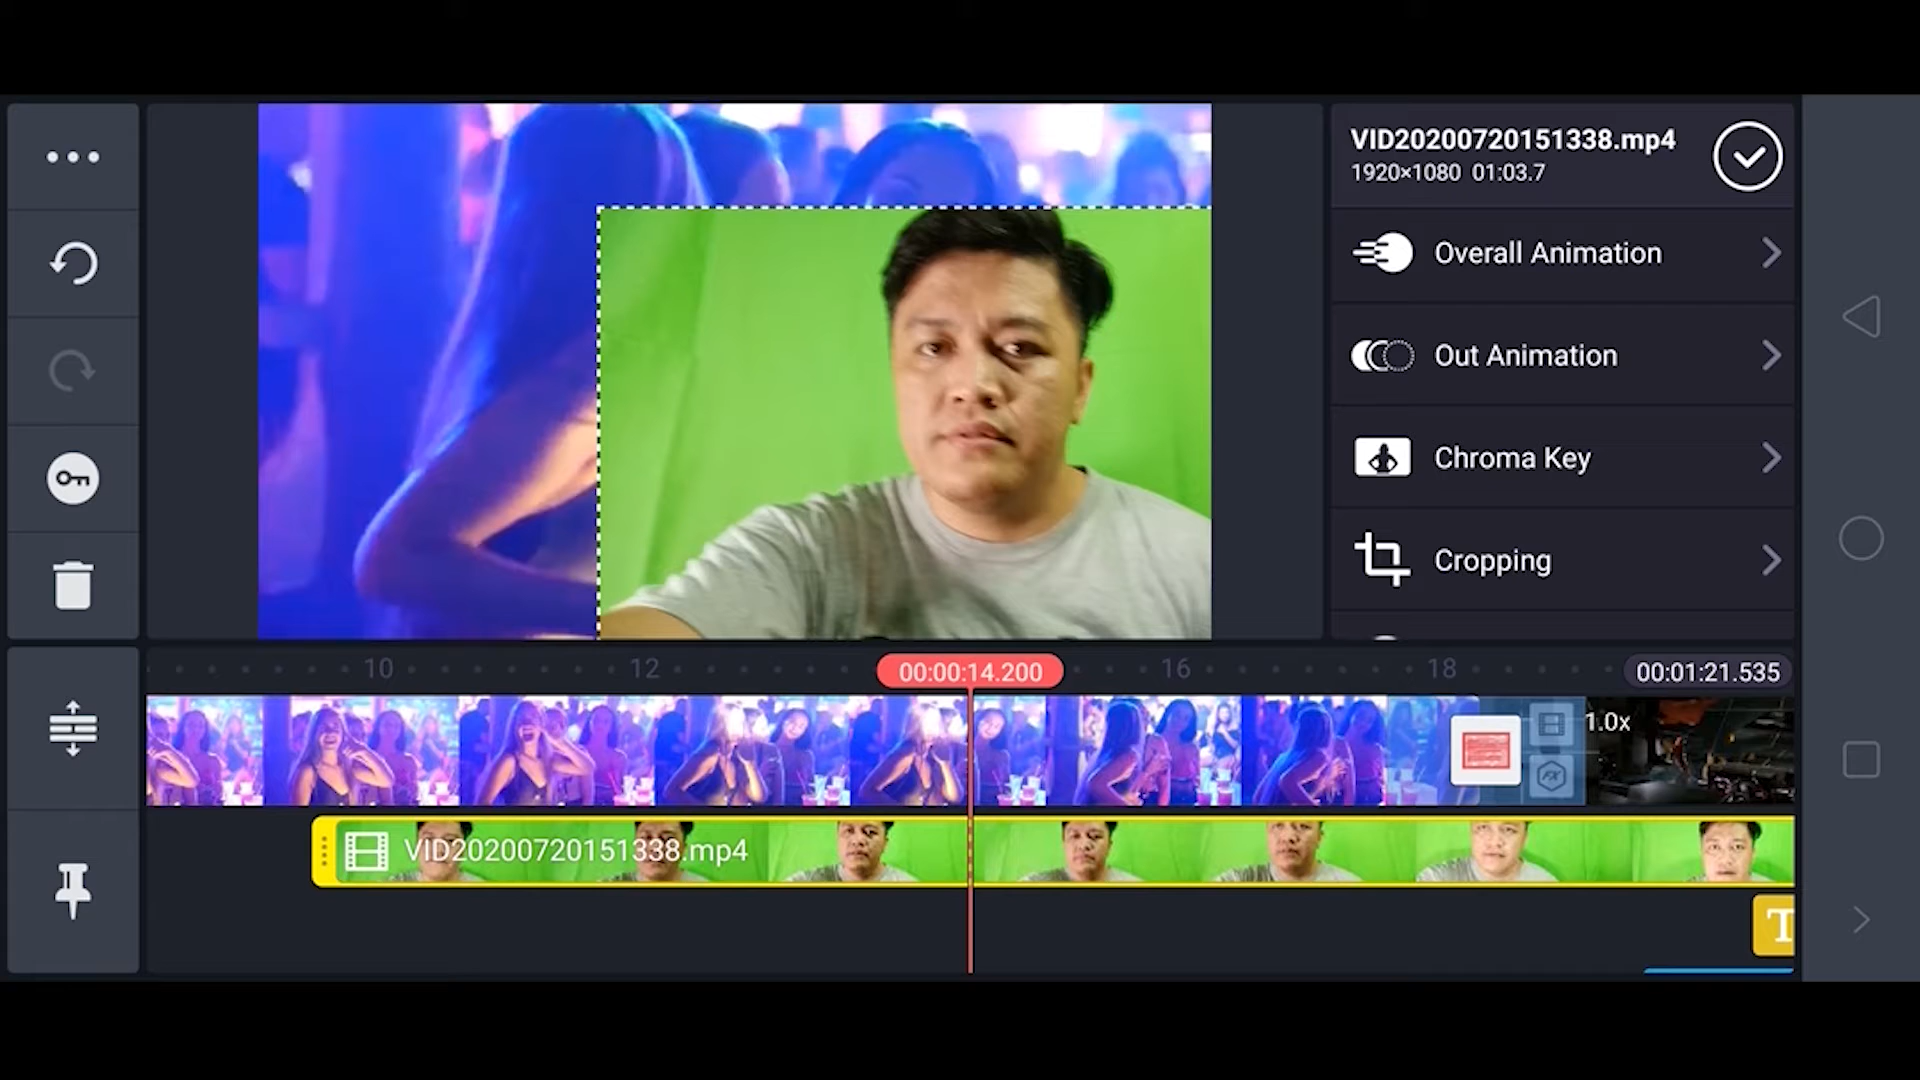 VID20200720151338.mp4
1920×1080 01:03.7
Overall Animation
Out Animation
Chroma Key
Cropping
10
12
00:00:14.200
16
18
00:01:21.535
1.0x
VID20200720151338.mp4
T